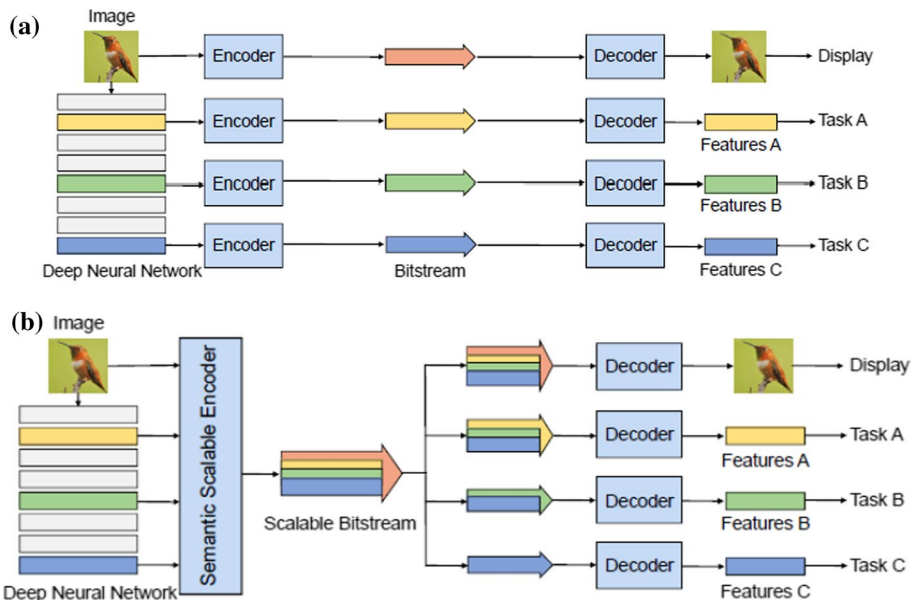 (a)
Image
Encoder
Decoder
Display
Encoder
Decoder
Features A
Task A
Encoder
Decoder
Features B
Task B
Encoder
Decoder
Features C
Task C
Deep Neural Network
Bitstream
(b)
Image
Semantic Scalable Encoder
Scalable Bitstream
Decoder
Display
Decoder
Features A
Task A
Decoder
Features B
Task B
Decoder
Features C
Task C
Deep Neural Network